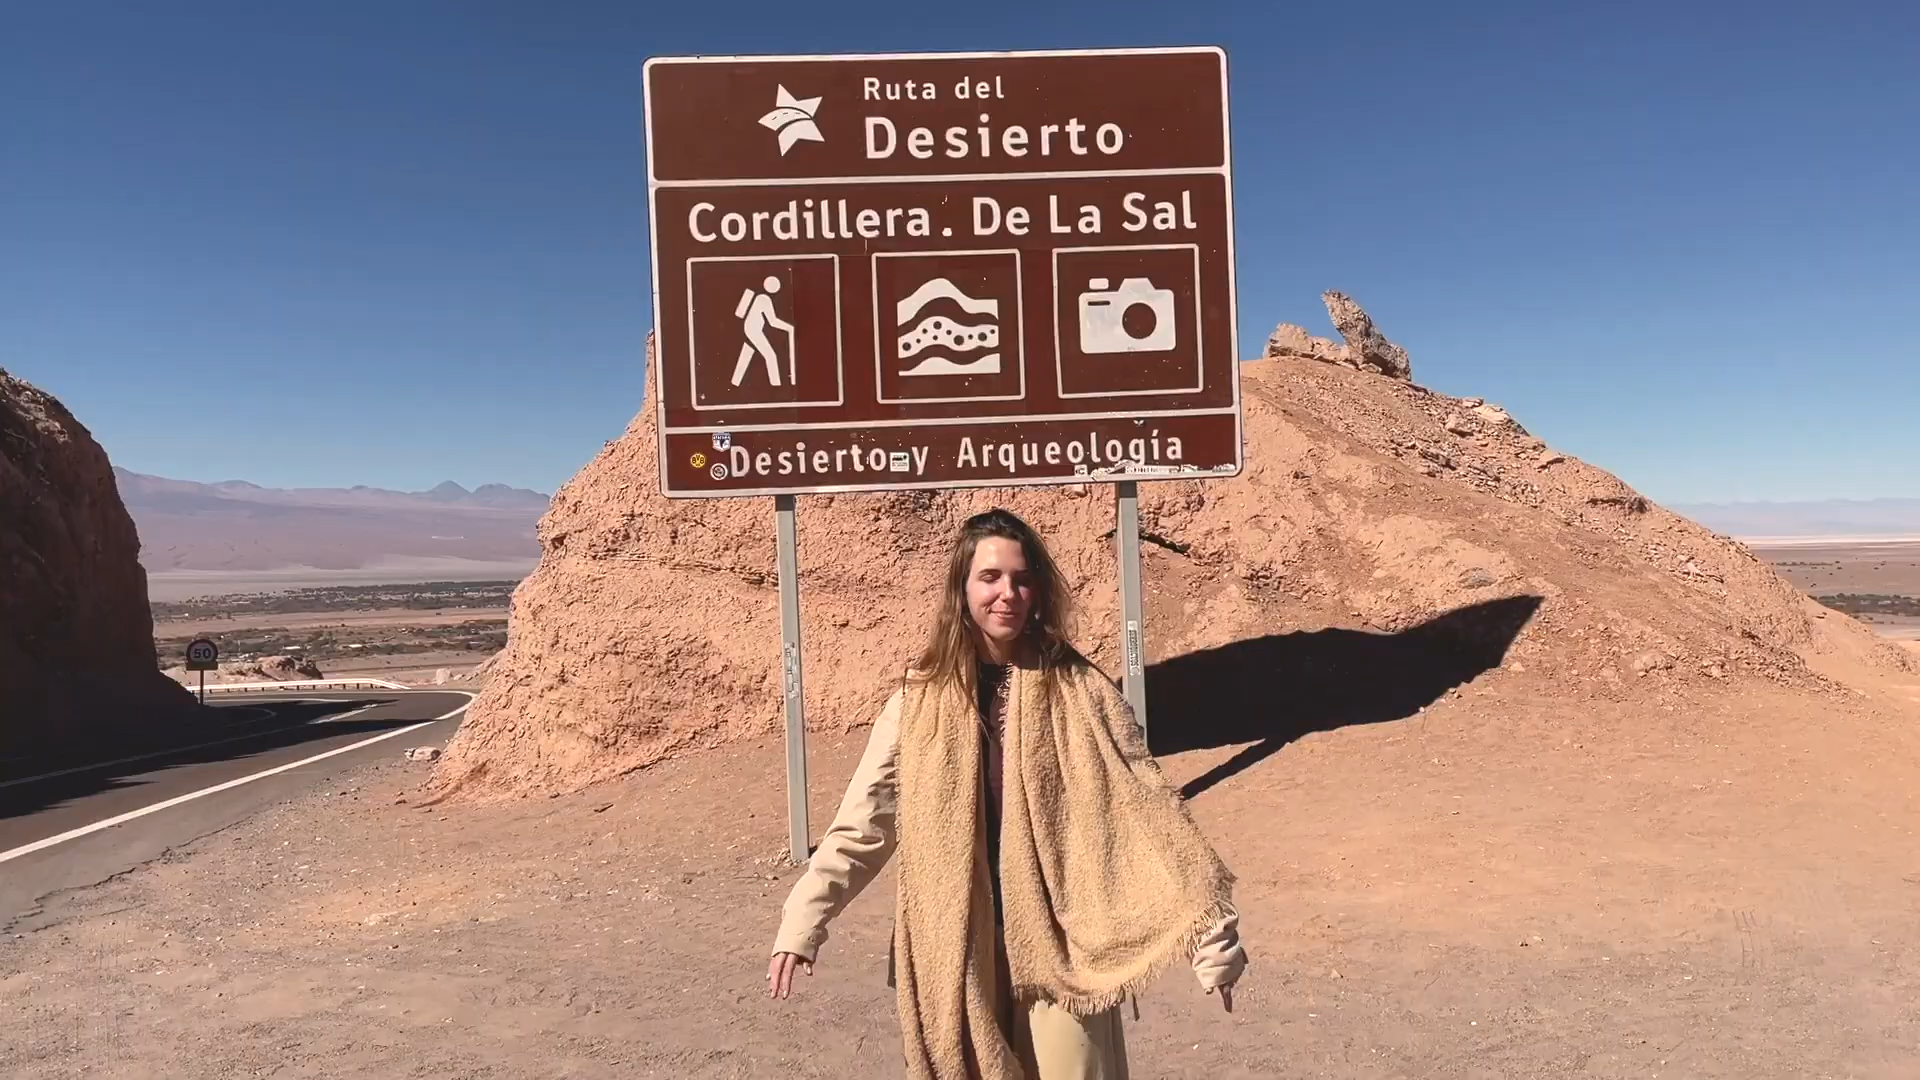 Ruta del
Desierto
Cordillera. De La Sal
Desierto y Arqueología
50